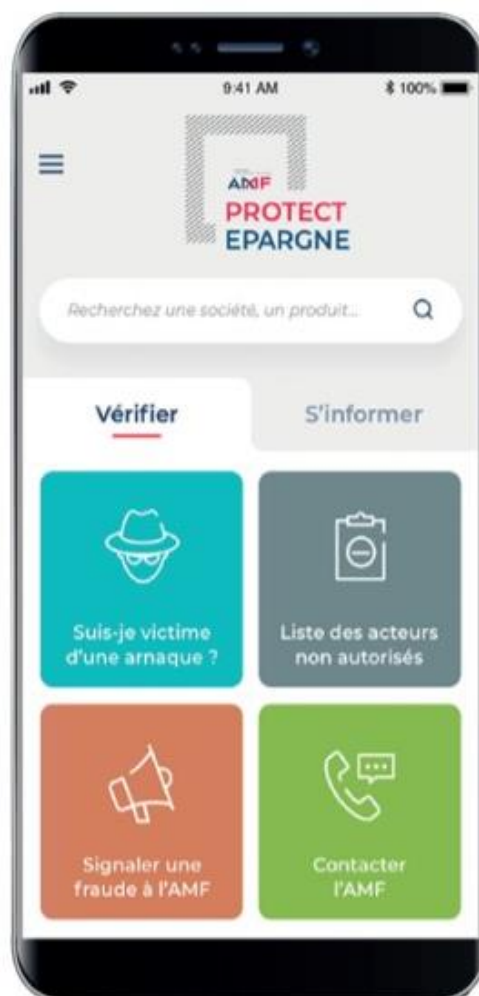 9:41 AM
100%
AMF
PROTECT
EPARGNE
Recherchez une société, un produit...
Vérifier
S'informer
Suis-je victime
d'une arnaque ?
Liste des acteurs
non autorisés
Signaler une
fraude à l'AMF
Contacter
l'AMF